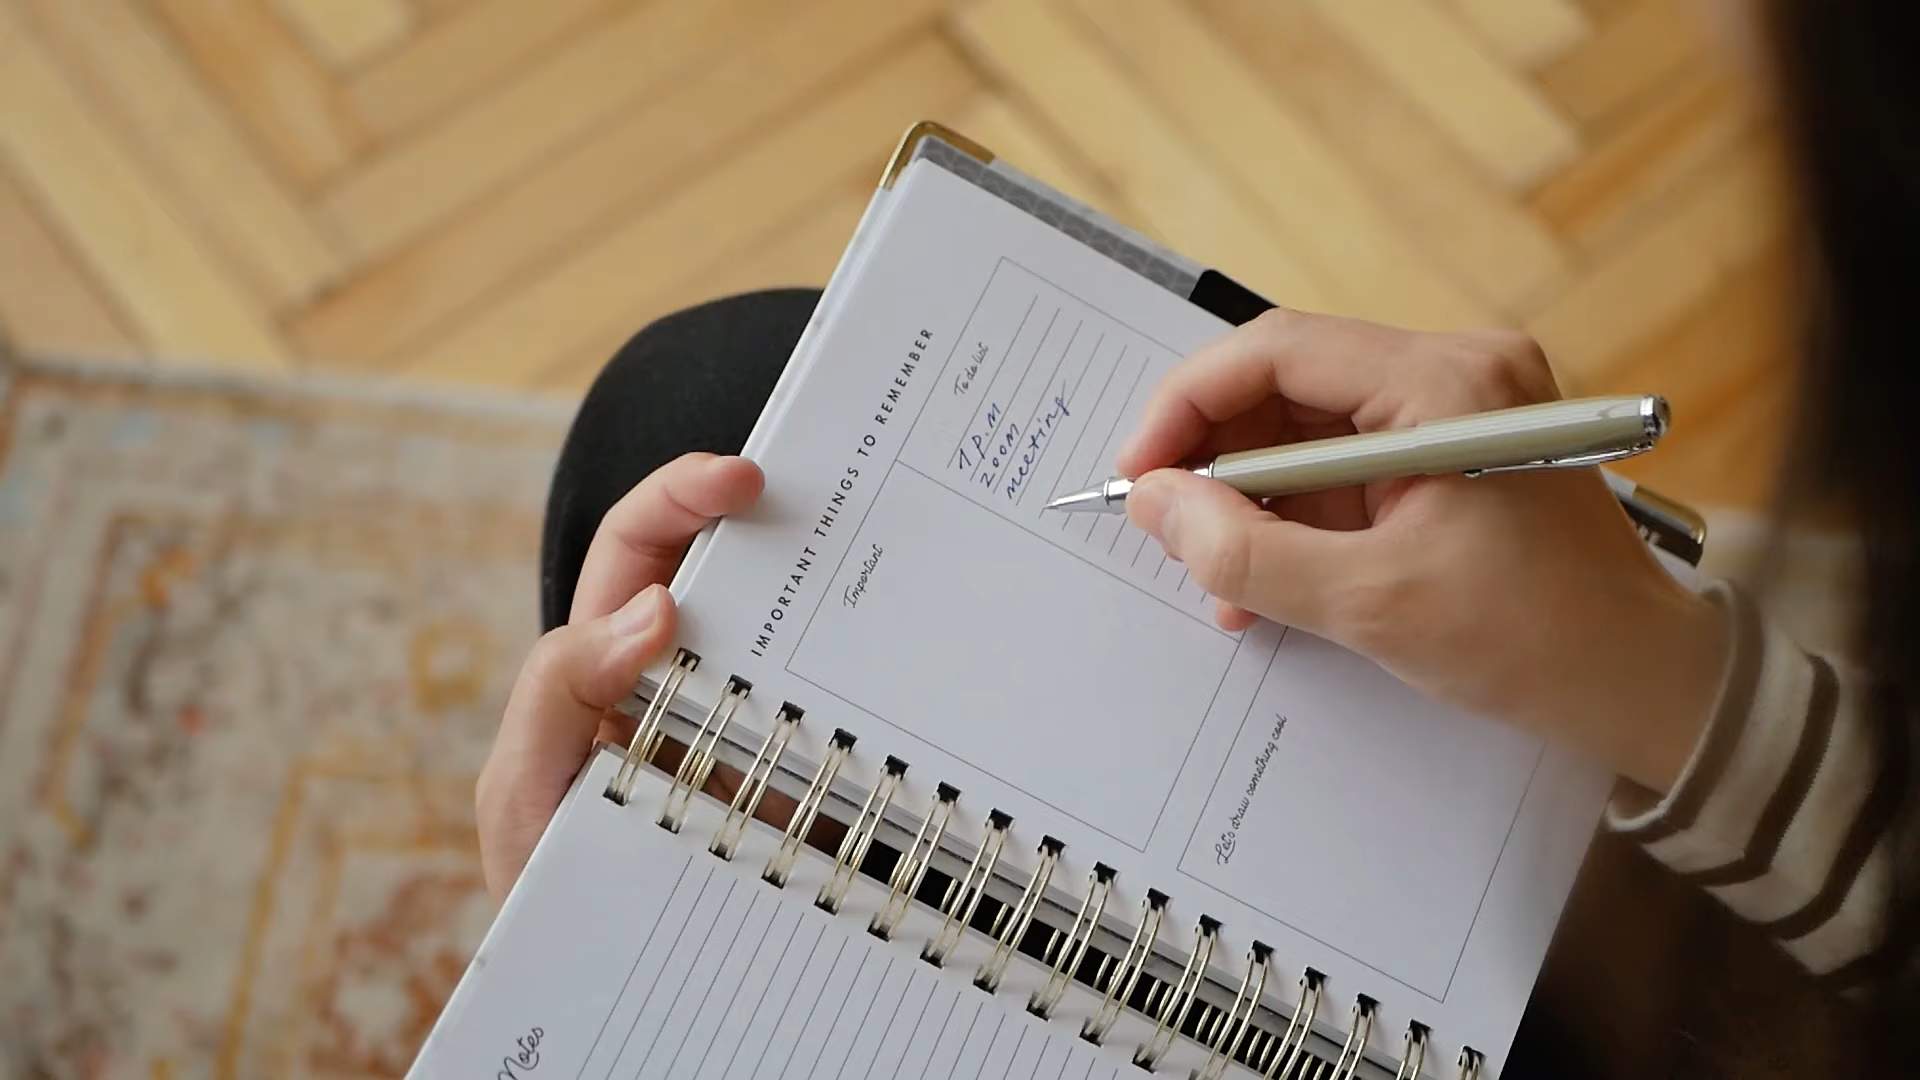 IMPORTANT THINGS TO REMEMBER
To do list
1 P.M
ZOOM
meeting
Important
Let's draw something cool
Notes